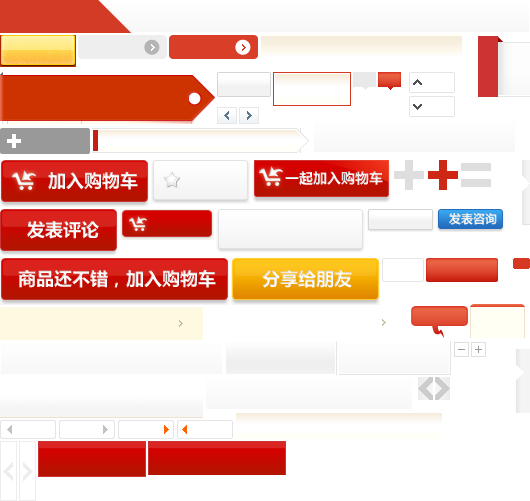 加入购物车
一起加入购物车
发表评论
发表咨询
商品还不错，加入购物车
分享给朋友